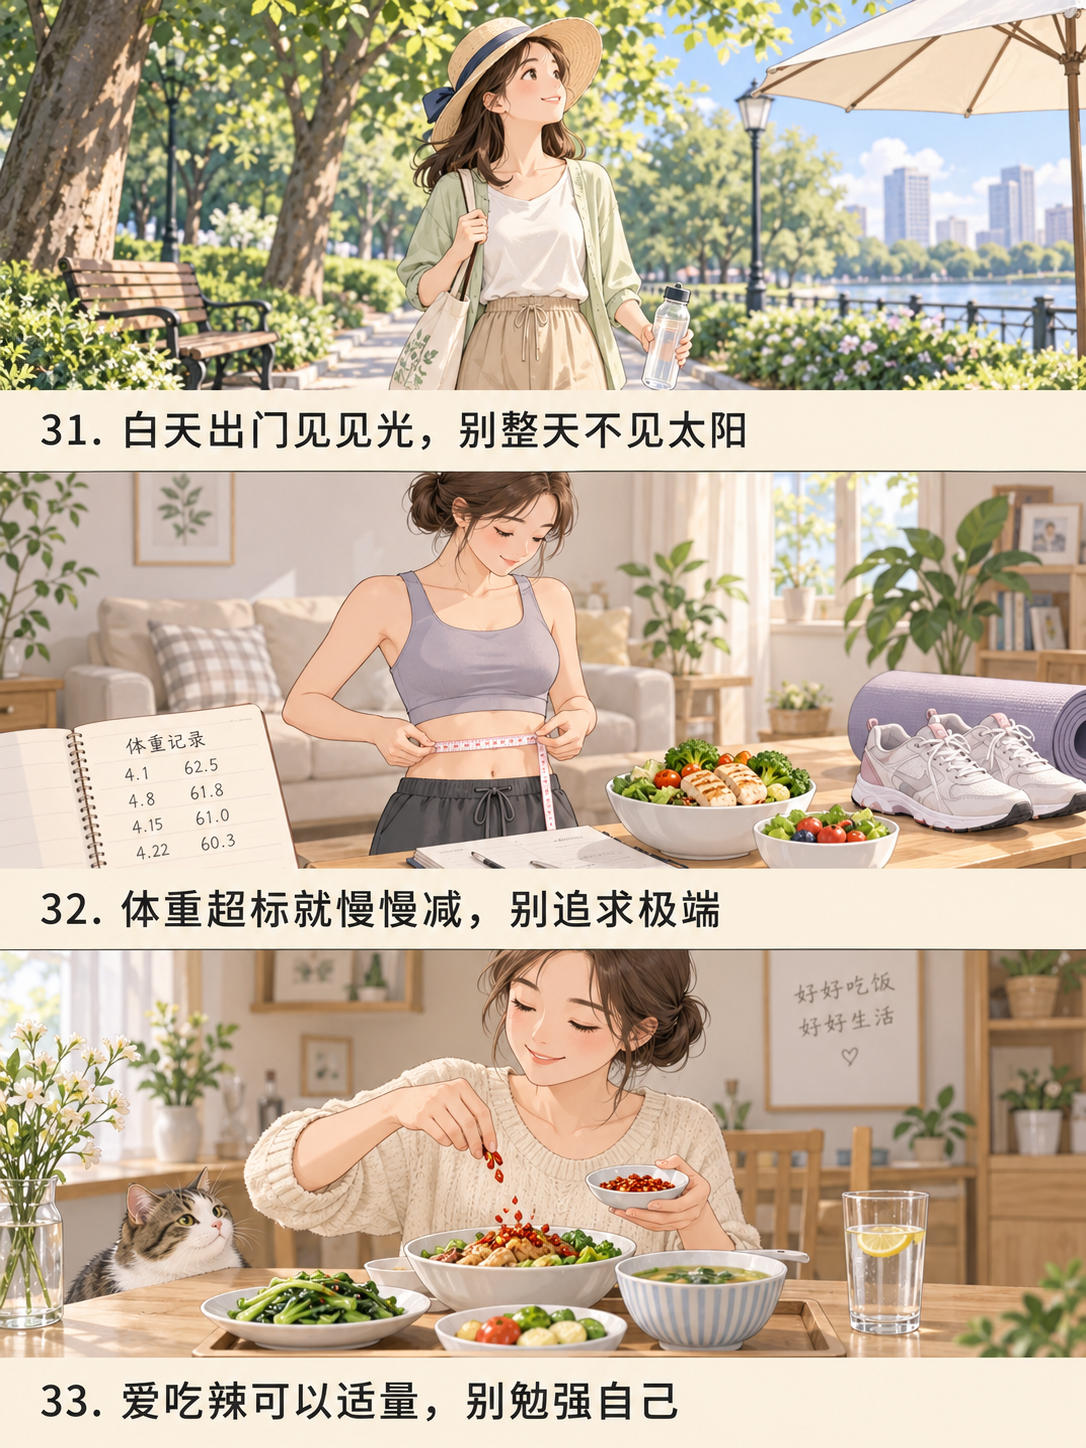 31. 白天出门见见光，别整天不见太阳
体重记录
4.1 62.5
4.8 61.8
4.15 61.0
4.22 60.3
32. 体重超标就慢慢减，别追求极端
好好吃饭
好好生活
33. 爱吃辣可以适量，别勉强自己